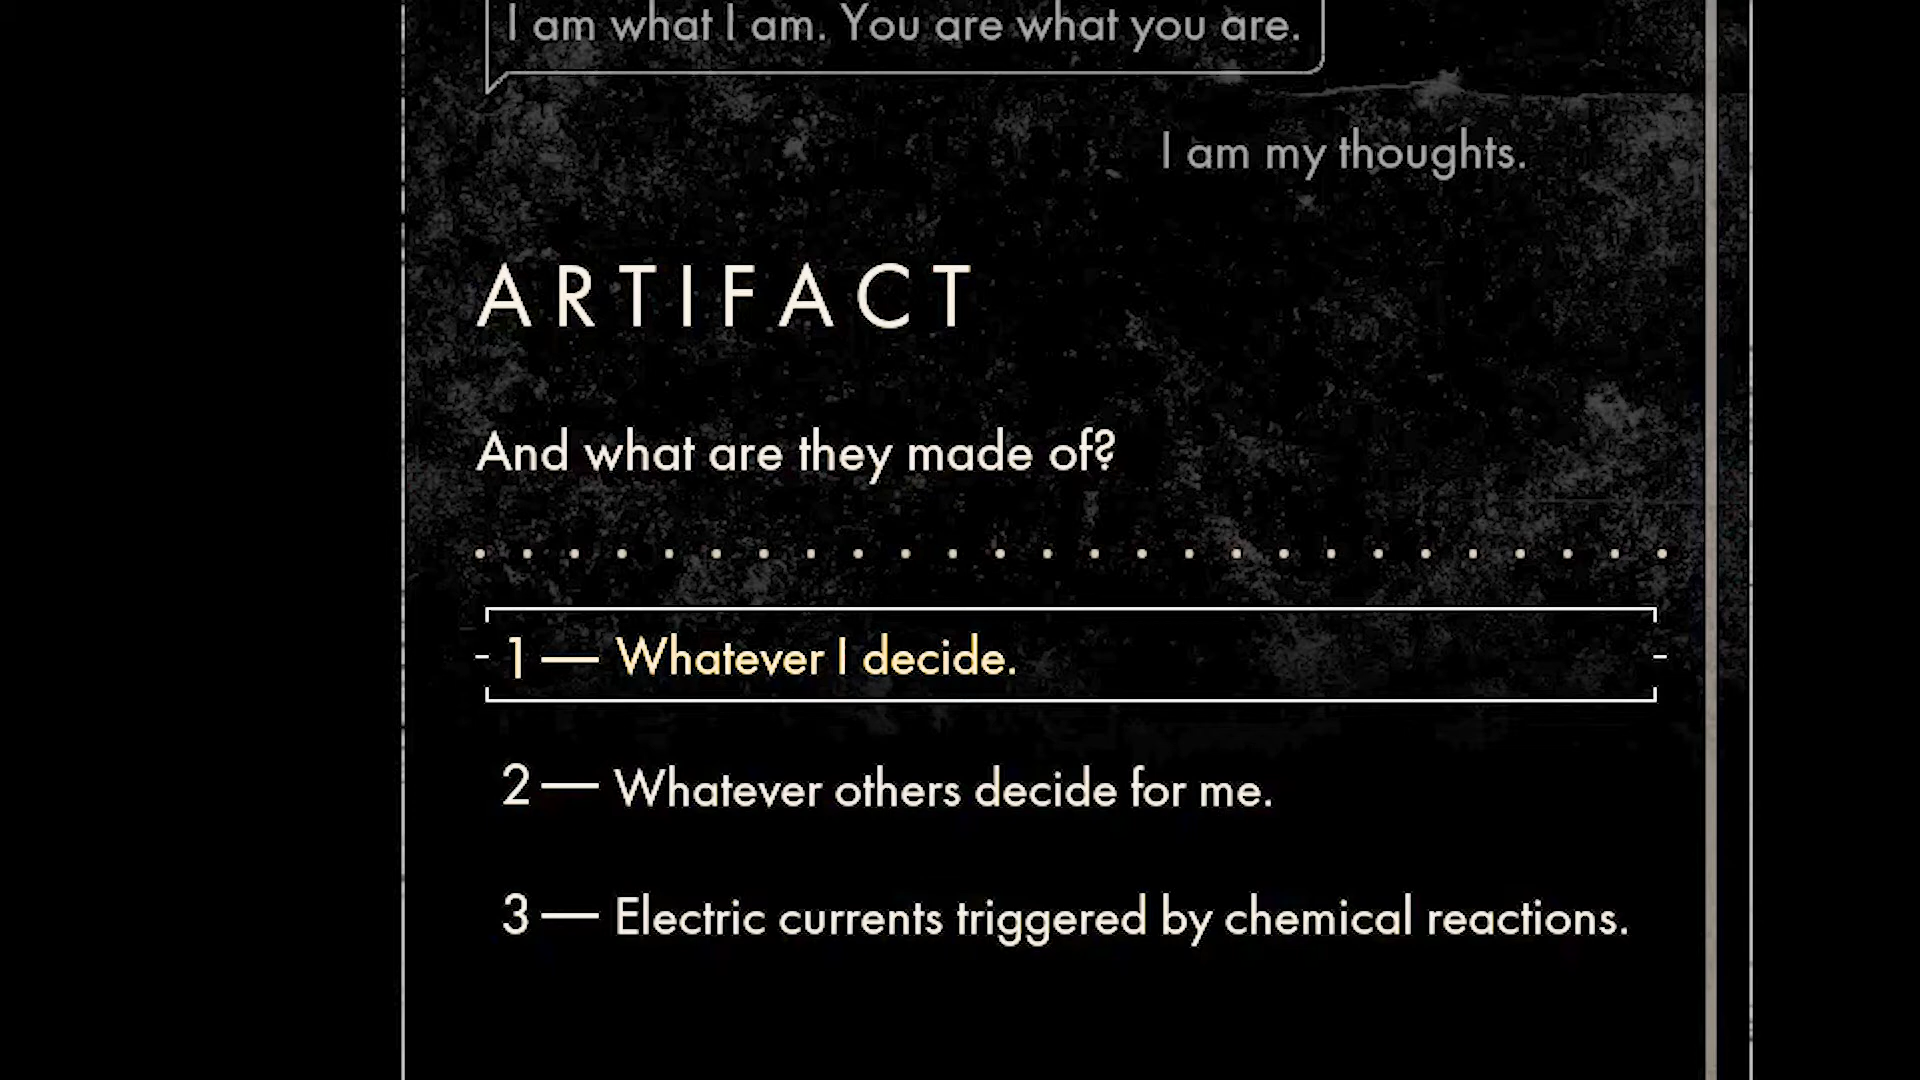 I am what I am. You are what you are.
I am my thoughts.
ARTIFACT
And what are they made of?
1 — Whatever I decide.
2 — Whatever others decide for me.
3 — Electric currents triggered by chemical reactions.